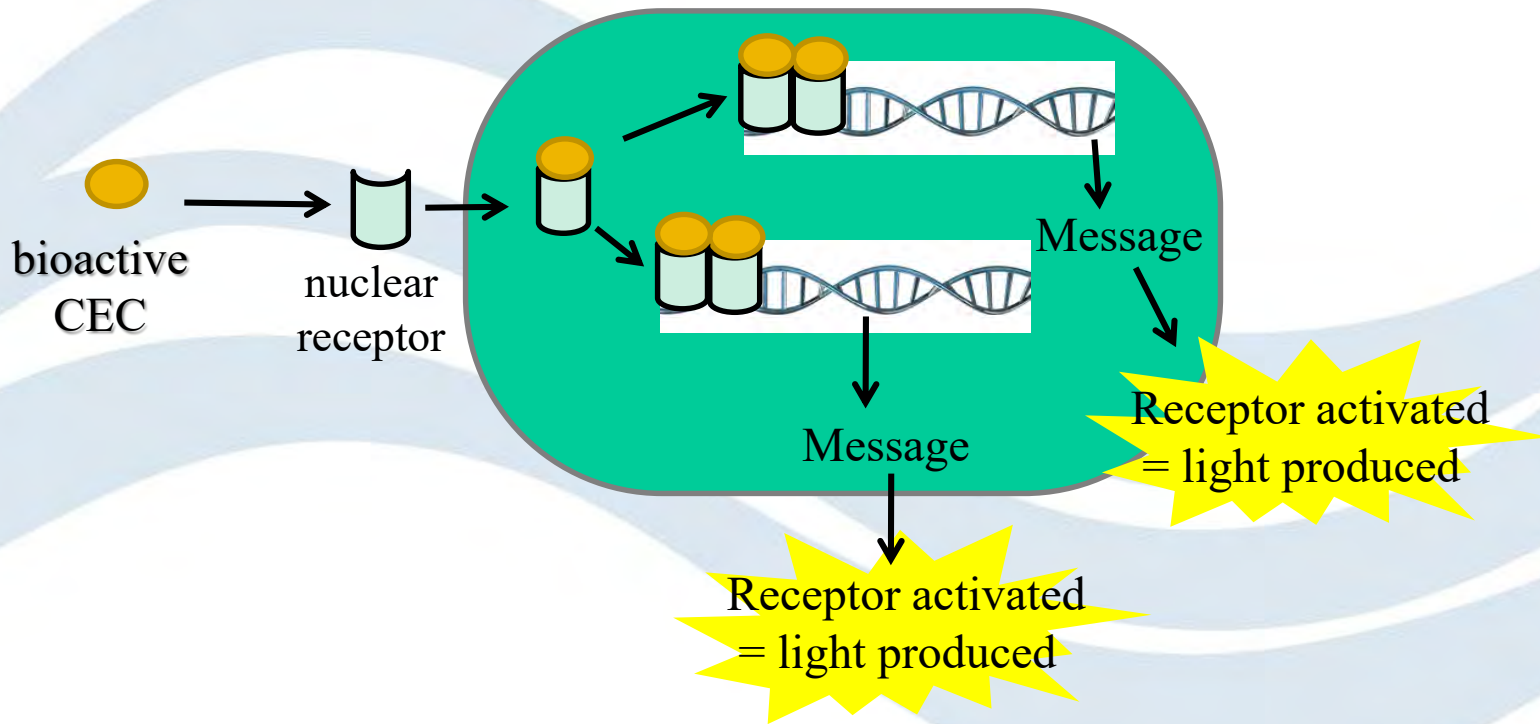 bioactive
CEC
nuclear
receptor
Message
Receptor activated
= light produced
Message
Receptor activated
= light produced